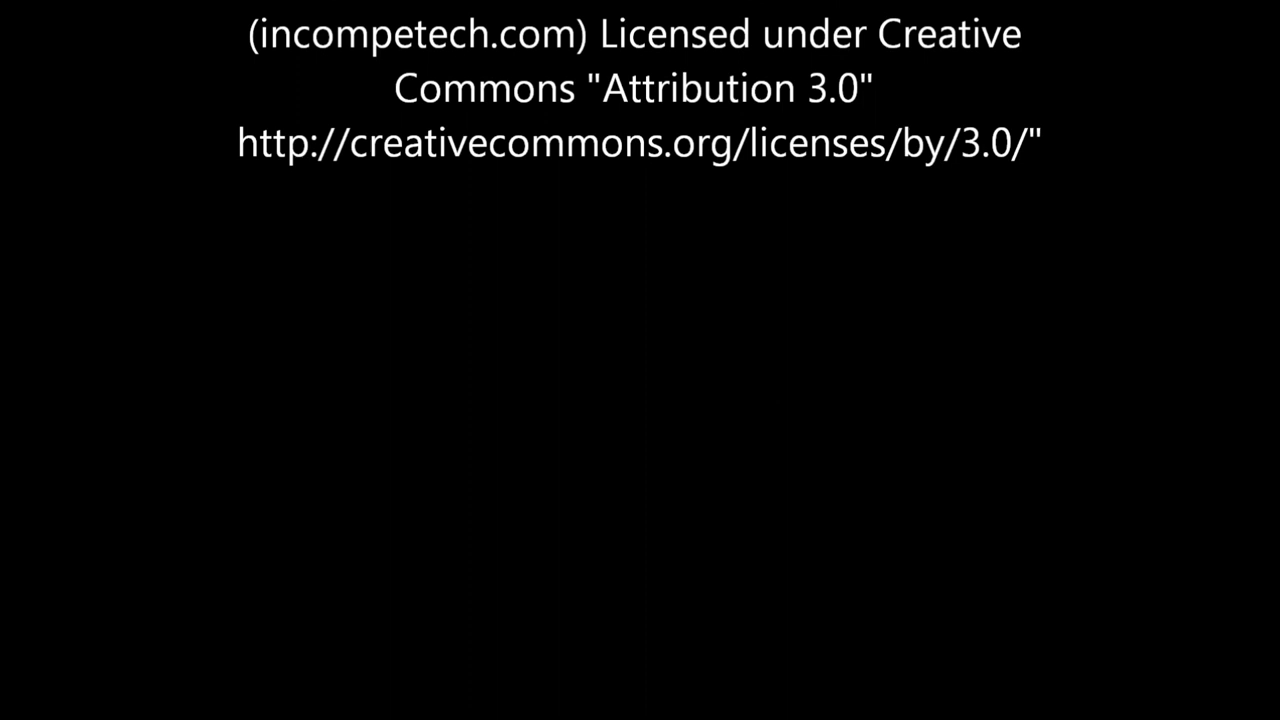 (incompetech.com) Licensed under Creative
Commons "Attribution 3.0"
http://creativecommons.org/licenses/by/3.0/"